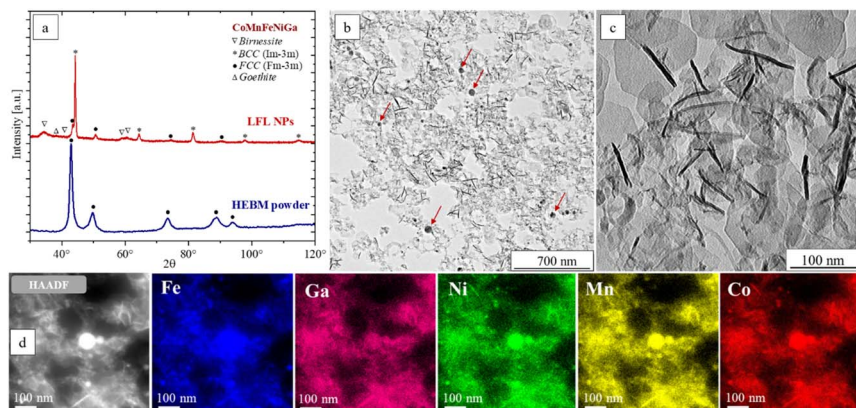 a
CoMnFeNiGa
▽ Birnessite
● BCC (Im-3m)
● FCC (Fm-3m)
△ Goethite
LFL NPs
HEBM powder
Intensity [a.u.]
40° 60° 80° 100° 120°
2θ
b
700 nm
c
100 nm
HAADF
d
100 nm
Fe
100 nm
Ga
100 nm
Ni
100 nm
Mn
100 nm
Co
100 nm